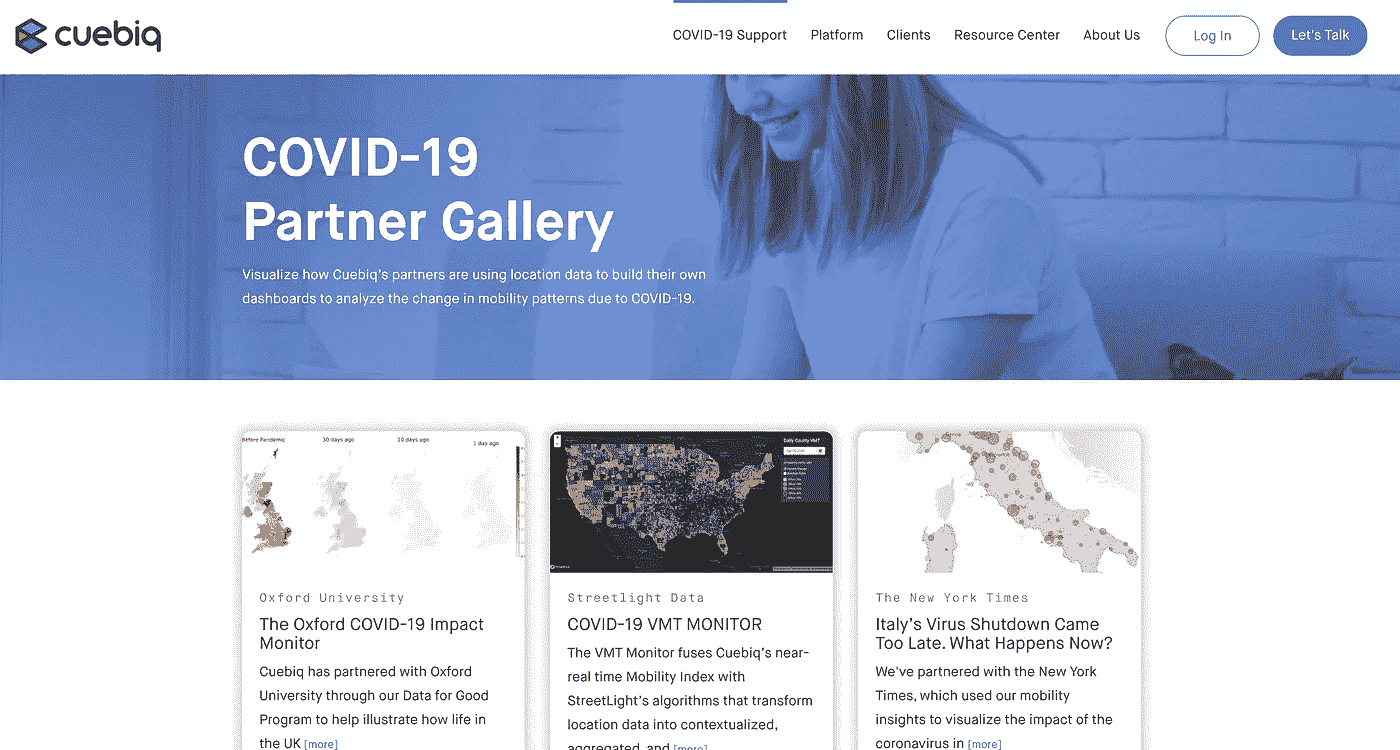 cuebiq
COVID-19 Support
Platform
Clients
Resource Center
About Us
Log In
Let's Talk
COVID-19
Partner Gallery
Visualize how Cuebiq's partners are using location data to build their own
dashboards to analyze the change in mobility patterns due to COVID-19.
Before Pandemic
30 days ago
10 days ago
1 day ago
Daily County VMT
Oxford University
The Oxford COVID-19 Impact
Monitor
Cuebiq has partnered with Oxford
University through our Data for Good
Program to help illustrate how life in
the UK [more]
Streetlight Data
COVID-19 VMT MONITOR
The VMT Monitor fuses Cuebiq's near-
real time Mobility Index with
StreetLight's algorithms that transform
location data into contextualized,
aggregated, and [more]
The New York Times
Italy's Virus Shutdown Came
Too Late. What Happens Now?
We've partnered with the New York
Times, which used our mobility
insights to visualize the impact of the
coronavirus in [more]